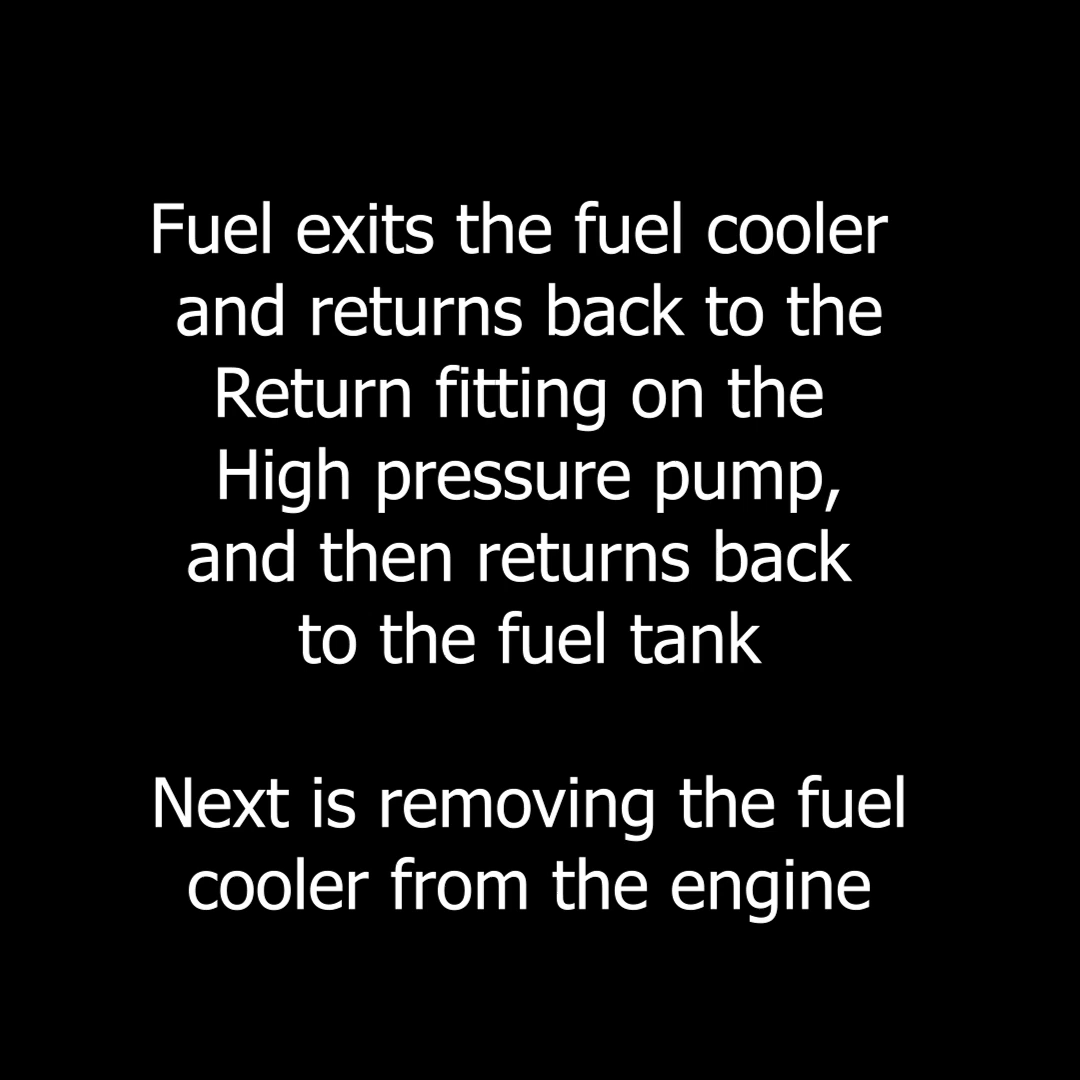 Fuel exits the fuel cooler
and returns back to the
Return fitting on the
High pressure pump,
and then returns back
to the fuel tank
Next is removing the fuel
cooler from the engine